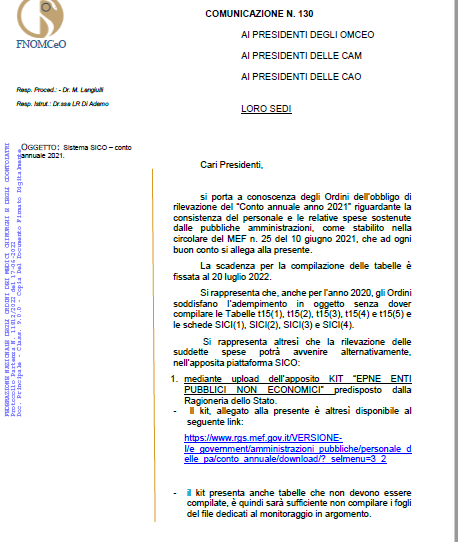 COMUNICAZIONE N. 130
FNOMCeO
AI PRESIDENTI DEGLI OMCEO
AI PRESIDENTI DELLE CAM
AI PRESIDENTI DELLE CAO
Resp. Proced.: - Dr. M. Langiulli
Resp. Istrut.: Dr.ssa LR Di Ademo
LORO SEDI
OGGETTO: Sistema SICO – conto
annuale 2021.
Cari Presidenti,
si porta a conoscenza degli Ordini dell'obbligo di
rilevazione del "Conto annuale anno 2021" riguardante la
consistenza del personale e le relative spese sostenute
dalle pubbliche amministrazioni, come stabilito nella
circolare del MEF n. 25 del 10 giugno 2021, che ad ogni
buon conto si allega alla presente.
La scadenza per la compilazione delle tabelle è
fissata al 20 luglio 2022.
Si rappresenta che, anche per l'anno 2020, gli Ordini
soddisfano l'adempimento in oggetto senza dover
compilare le Tabelle t15(1), t15(2), t15(3), t15(4) e t15(5) e
le schede SICI(1), SICI(2), SICI(3) e SICI(4).
Si rappresenta altresì che la rilevazione delle
suddette spese potrà avvenire alternativamente,
nell'apposita piattaforma SICO:
1. mediante upload dell'apposito KIT "EPNE ENTI
PUBBLICI NON ECONOMICI" predisposto dalla
Ragioneria dello Stato.
- Il kit, allegato alla presente è altresì disponibile al
seguente link:
https://www.rgs.mef.gov.it/VERSIONE-
I/e_government/amministrazioni_pubbliche/personale_d
elle_pa/conto_annuale/download/?_selmenu=3_2
- il kit presenta anche tabelle che non devono essere
compilate, è quindi sarà sufficiente non compilare i fogli
del file dedicati al monitoraggio in argomento.
FEDERAZIONE NAZIONALE DEGLI ORDINI DEI MEDICI CHIRURGHI E DEGLI ODONTOIATRI
Doc. Principale - Class. 9.0.0 - Copia Del Documento Firmato Digitalmente